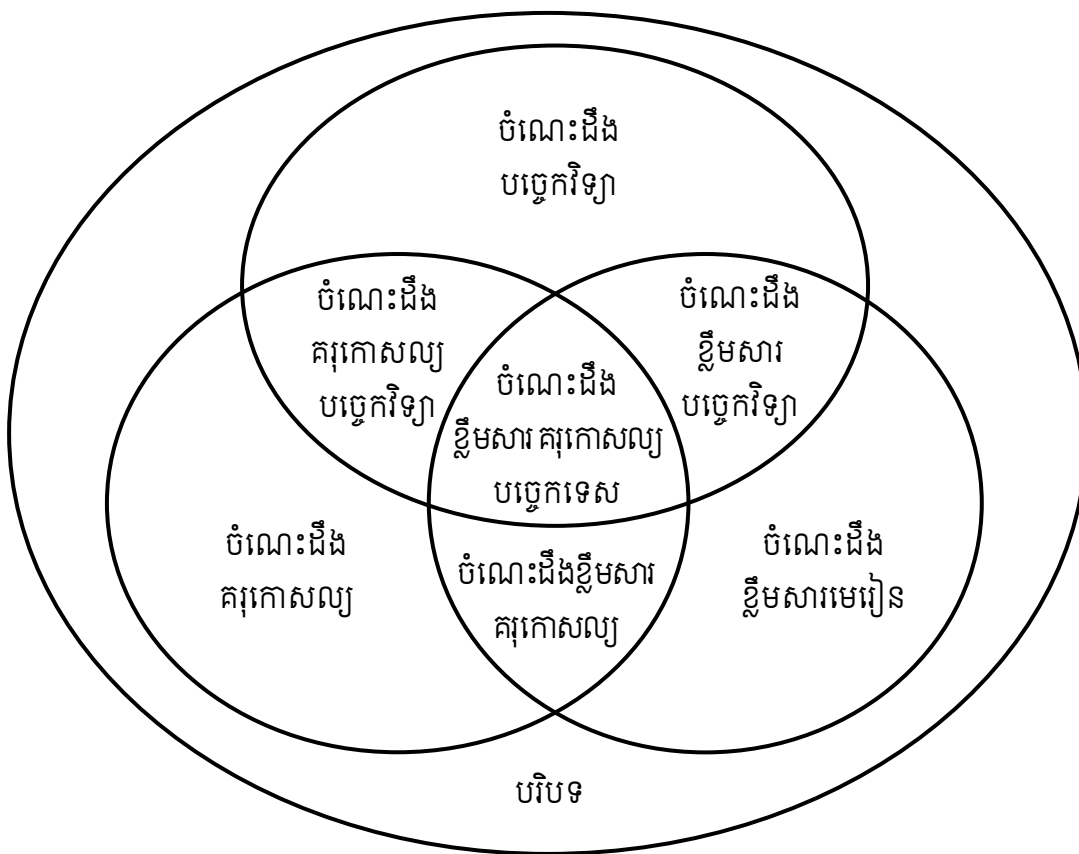 ចំណេះដឹង
បច្ចេកវិទ្យា
ចំណេះដឹង
គរុកោសល្យ
បច្ចេកវិទ្យា
ចំណេះដឹង
ខ្លឹមសារ
បច្ចេកវិទ្យា
ចំណេះដឹង
ខ្លឹមសារ គរុកោសល្យ
បច្ចេកទេស
ចំណេះដឹង
គរុកោសល្យ
ចំណេះដឹងខ្លឹមសារ
គរុកោសល្យ
ចំណេះដឹង
ខ្លឹមសារមេរៀន
បរិបទ